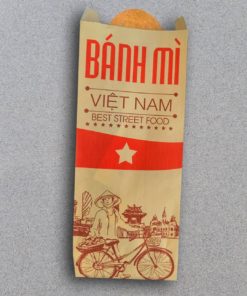 BÁNH MÌ
VIỆT NAM
BEST STREET FOOD